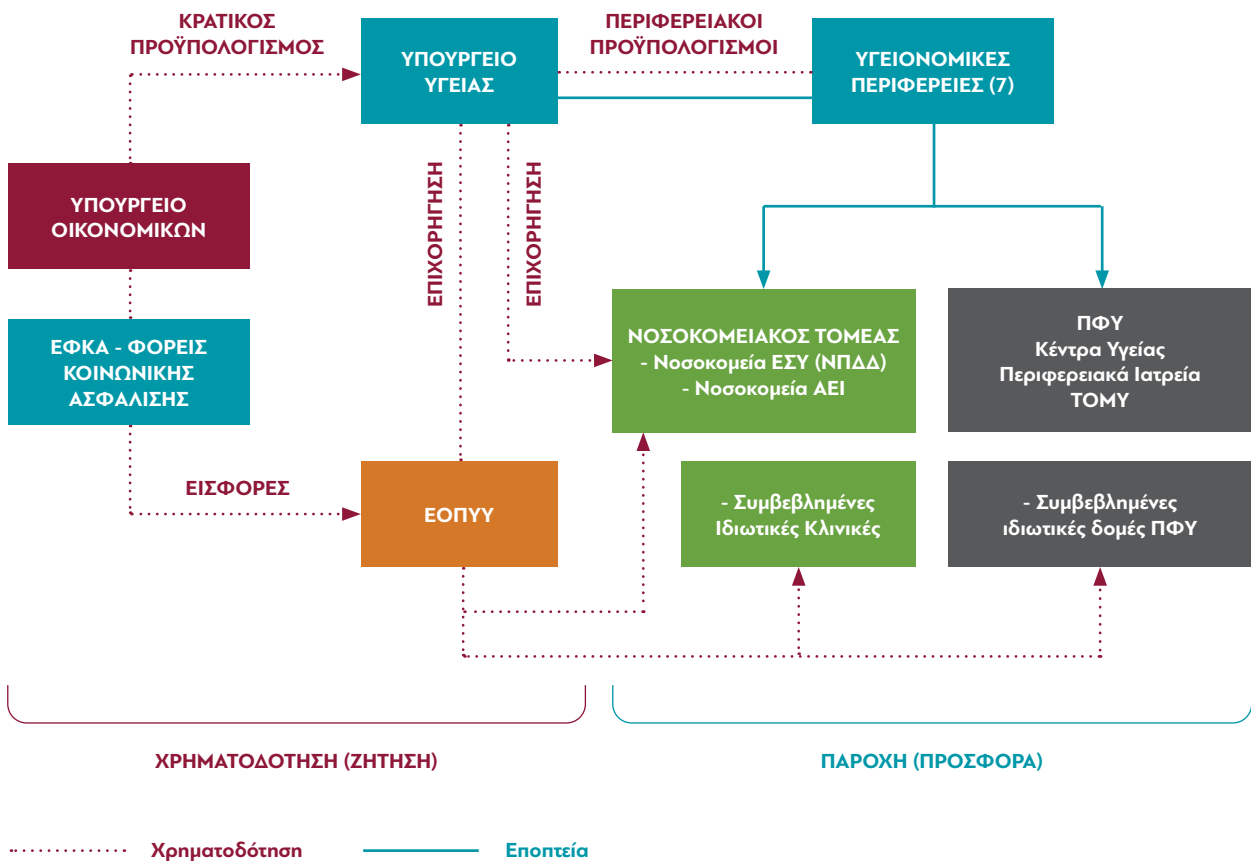 ΚΡΑΤΙΚΟΣ
ΠΡΟΫΠΟΛΟΓΙΣΜΟΣ
ΥΠΟΥΡΓΕΙΟ
ΥΓΕΙΑΣ
ΠΕΡΙΦΕΡΕΙΑΚΟΙ
ΠΡΟΫΠΟΛΟΓΙΣΜΟΙ
ΥΓΕΙΟΝΟΜΙΚΕΣ
ΠΕΡΙΦΕΡΕΙΕΣ (7)
ΥΠΟΥΡΓΕΙΟ
ΟΙΚΟΝΟΜΙΚΩΝ
ΕΠΙΧΟΡΗΓΗΣΗ
ΕΠΙΧΟΡΗΓΗΣΗ
ΕΦΚΑ - ΦΟΡΕΙΣ
ΚΟΙΝΩΝΙΚΗΣ
ΑΣΦΑΛΙΣΗΣ
ΝΟΣΟΚΟΜΕΙΑΚΟΣ ΤΟΜΕΑΣ
- Νοσοκομεία ΕΣΥ (ΝΠΔΔ)
- Νοσοκομεία ΑΕΙ
ΠΦΥ
Κέντρα Υγείας
Περιφερειακά Ιατρεία
ΤΟΜΥ
ΕΙΣΦΟΡΕΣ
ΕΟΠΥΥ
- Συμβεβλημένες
Ιδιωτικές Κλινικές
- Συμβεβλημένες
ιδιωτικές δομές ΠΦΥ
ΧΡΗΜΑΤΟΔΟΤΗΣΗ (ΖΗΤΗΣΗ)
ΠΑΡΟΧΗ (ΠΡΟΣΦΟΡΑ)
Χρηματοδότηση
Εποπτεία